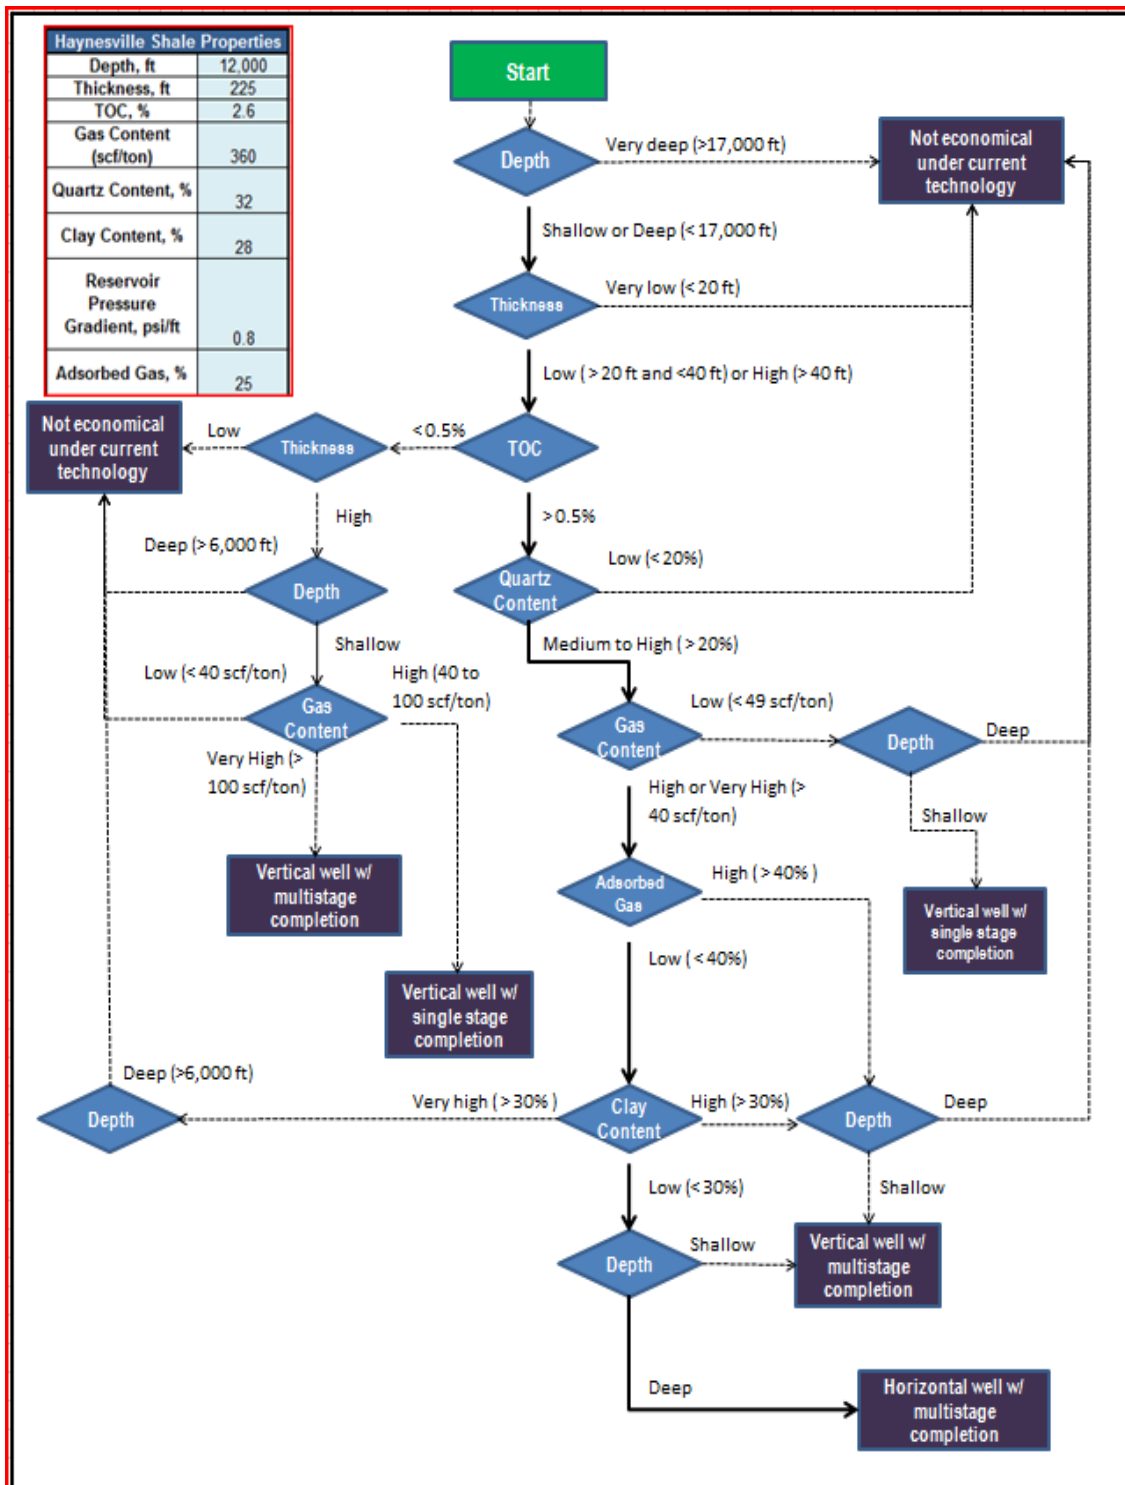 Haynesville Shale Properties
Depth, ft 12,000
Thickness, ft 225
TOC, % 2.6
Gas Content
(scf/ton) 360
Quartz Content, % 32
Clay Content, % 28
Reservoir
Pressure
Gradient, psi/ft 0.8
Adsorbed Gas, % 25
Start
Depth
Very deep (>17,000 ft)
Not economical
under current
technology
Shallow or Deep (< 17,000 ft)
Thickness
Very low (< 20 ft)
Low ( > 20 ft and <40 ft) or High (> 40 ft)
Not economical
under current
technology
Low
Thickness
< 0.5%
TOC
High
> 0.5%
Deep (> 6,000 ft)
Depth
Quartz
Content
Low (< 20%)
Shallow
Medium to High ( > 20%)
Low (< 40 scf/ton)
High (40 to
100 scf/ton)
Gas
Content
Very High (>
100 scf/ton)
Gas
Content
Low (< 49 scf/ton)
Depth
Deep
High or Very High (>
40 scf/ton)
Shallow
Vertical well w/
multistage
completion
Adsorbed
Gas
High ( > 40% )
Vertical well w/
single stage
completion
Low ( < 40%)
Vertical well w/
single stage
completion
Deep (>6,000 ft)
Depth
Very high ( > 30% )
Clay
Content
High (> 30%)
Depth
Deep
Low (< 30%)
Shallow
Depth
Shallow
Vertical well w/
multistage
completion
Deep
Horizontal well w/
multistage
completion